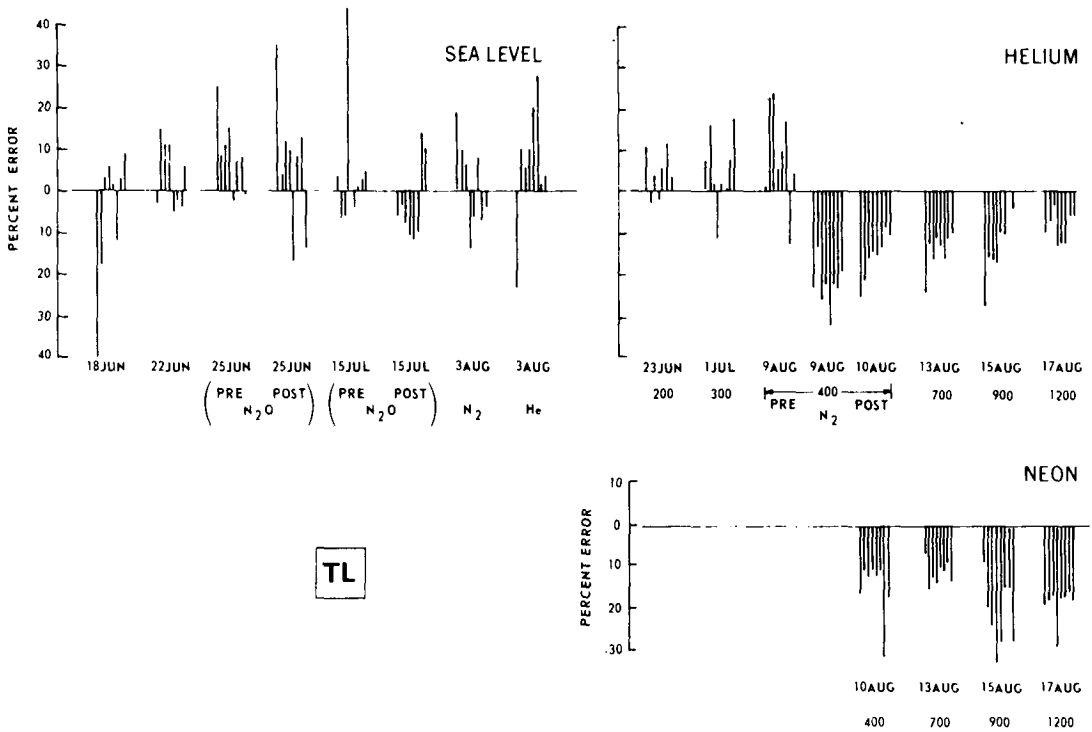 SEA LEVEL
PERCENT ERROR
40
30
20
10
0
10
20
30
40
18JUN 22JUN 25JUN 25JUN 15JUL 15JUL 3AUG 3AUG
( PRE POST ) ( PRE POST )
N2O N2O N2 He
HELIUM
23JUN 1JUL 9AUG 9AUG 10AUG 13AUG 15AUG 17AUG
200 300 400 700 900 1200
PRE POST
N2
NEON
PERCENT ERROR
10
0
10
20
30
10AUG 13AUG 15AUG 17AUG
400 700 900 1200
TL